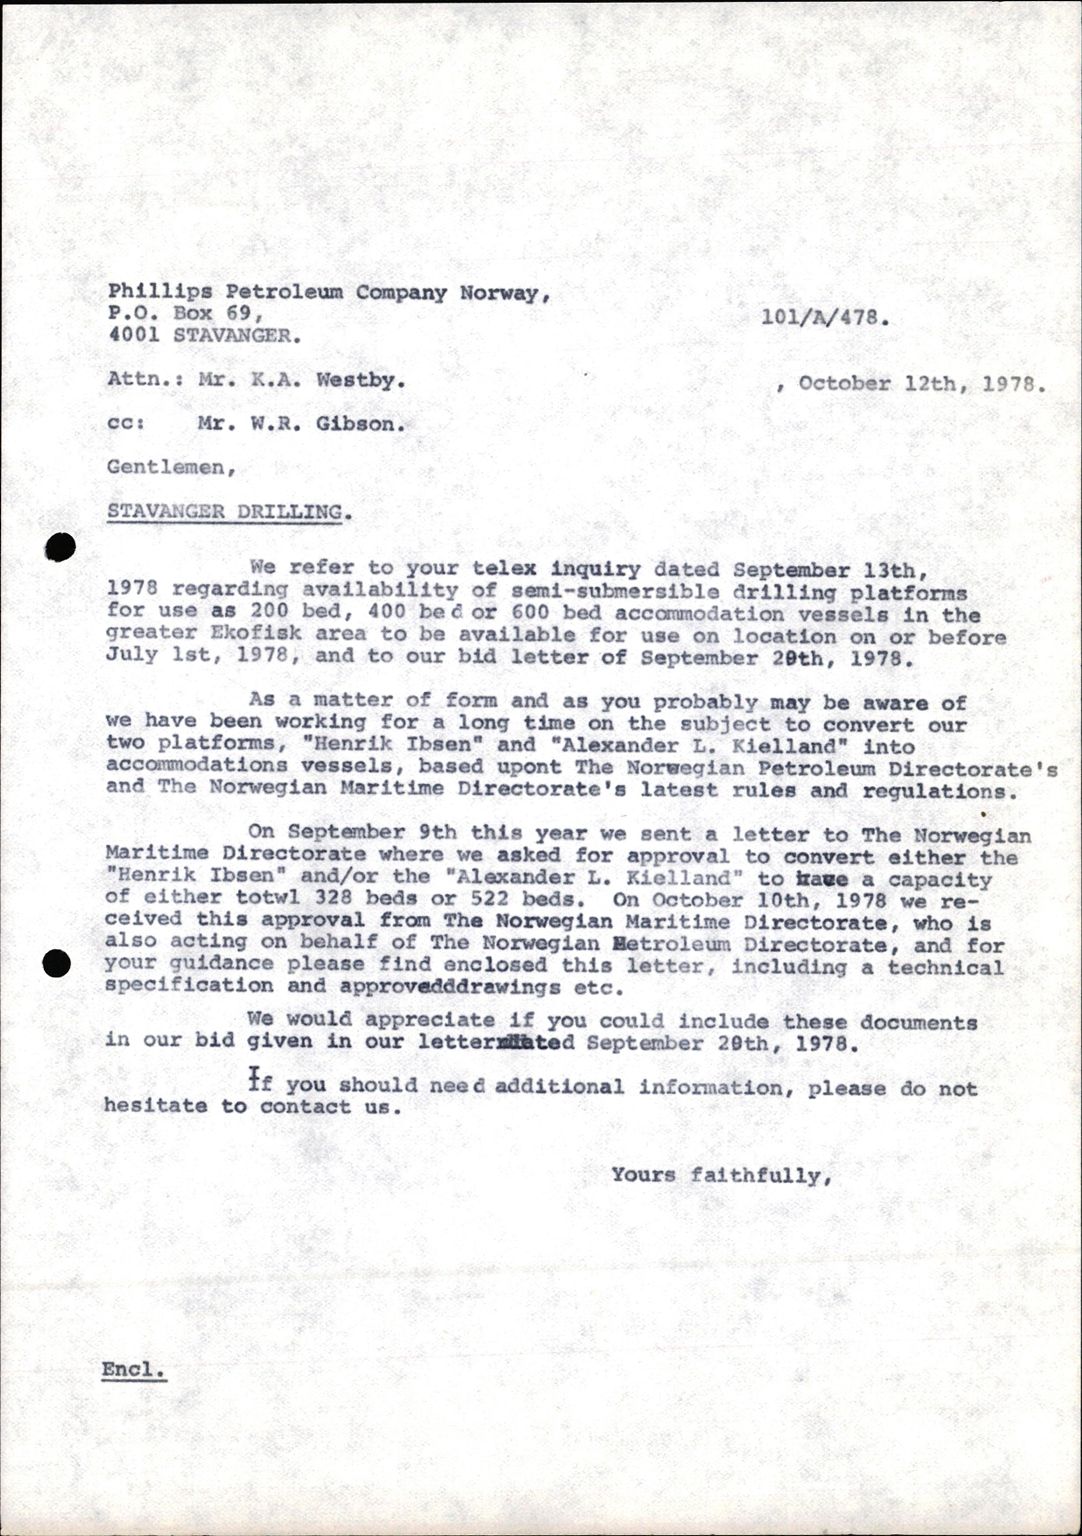 Phillips Petroleum Company Norway,
P.O. Box 69,
101/A/478.
4001 STAVANGER.
Attn.: Mr. K.A. Westby.
, October 12th, 1978.
cc: Mr. W.R. Gibson.
Gentlemen,
STAVANGER DRILLING.
We refer to your telex inquiry dated September 13th,
1978 regarding availability of semi-submersible drilling platforms
for use as 200 bed, 400 bed or 600 bed accommodation vessels in the
greater Ekofisk area to be available for use on location on or before
July 1st, 1978, and to our bid letter of September 20th, 1978.
As a matter of form and as you probably may be aware of
we have been working for a long time on the subject to convert our
two platforms, "Henrik Ibsen" and "Alexander L. Kielland" into
accommodations vessels, based upont The Norwegian Petroleum Directorate's
and The Norwegian Maritime Directorate's latest rules and regulations.
On September 9th this year we sent a letter to The Norwegian
Maritime Directorate where we asked for approval to convert either the
"Henrik Ibsen" and/or the "Alexander L. Kielland" to have a capacity
of either totwl 328 beds or 522 beds. On October 10th, 1978 we re-
ceived this approval from The Norwegian Maritime Directorate, who is
also acting on behalf of The Norwegian Petroleum Directorate, and for
your guidance please find enclosed this letter, including a technical
specification and approvedddrawings etc.
We would appreciate if you could include these documents
in our bid given in our letter dated September 20th, 1978.
If you should need additional information, please do not
hesitate to contact us.
Yours faithfully,
Encl.